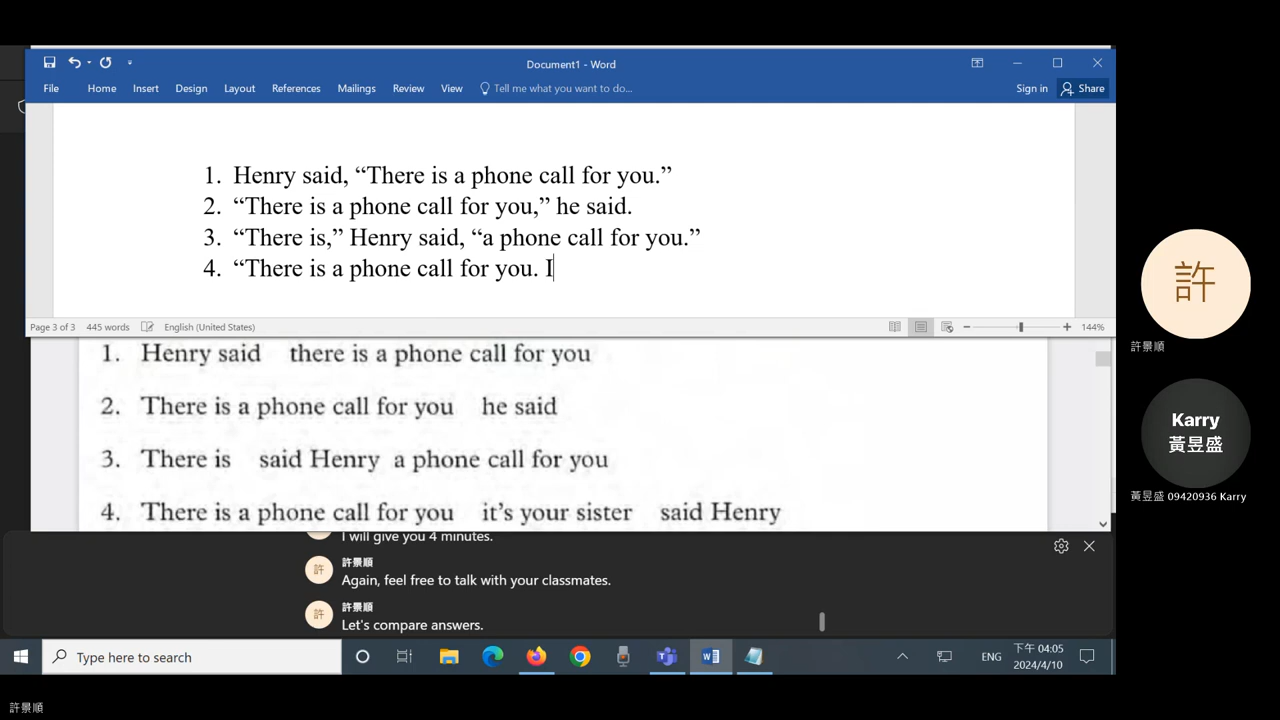 Document1 - Word
File Home Insert Design Layout References Mailings Review View Tell me what you want to do... Sign in Share
1. Henry said, “There is a phone call for you.”
2. “There is a phone call for you,” he said.
3. “There is,” Henry said, “a phone call for you.”
4. “There is a phone call for you. I
Page 3 of 3 445 words English (United States) 144%
1. Henry said there is a phone call for you
2. There is a phone call for you he said
3. There is said Henry a phone call for you
4. There is a phone call for you it's your sister said Henry
I will give you 4 minutes.
許 許景順
Again, feel free to talk with your classmates.
許 許景順
Let's compare answers.
Type here to search
ENG
下午 04:05
2024/4/10
許
許景順
Karry
黃昱盛
黃昱盛 09420936 Karry
許景順